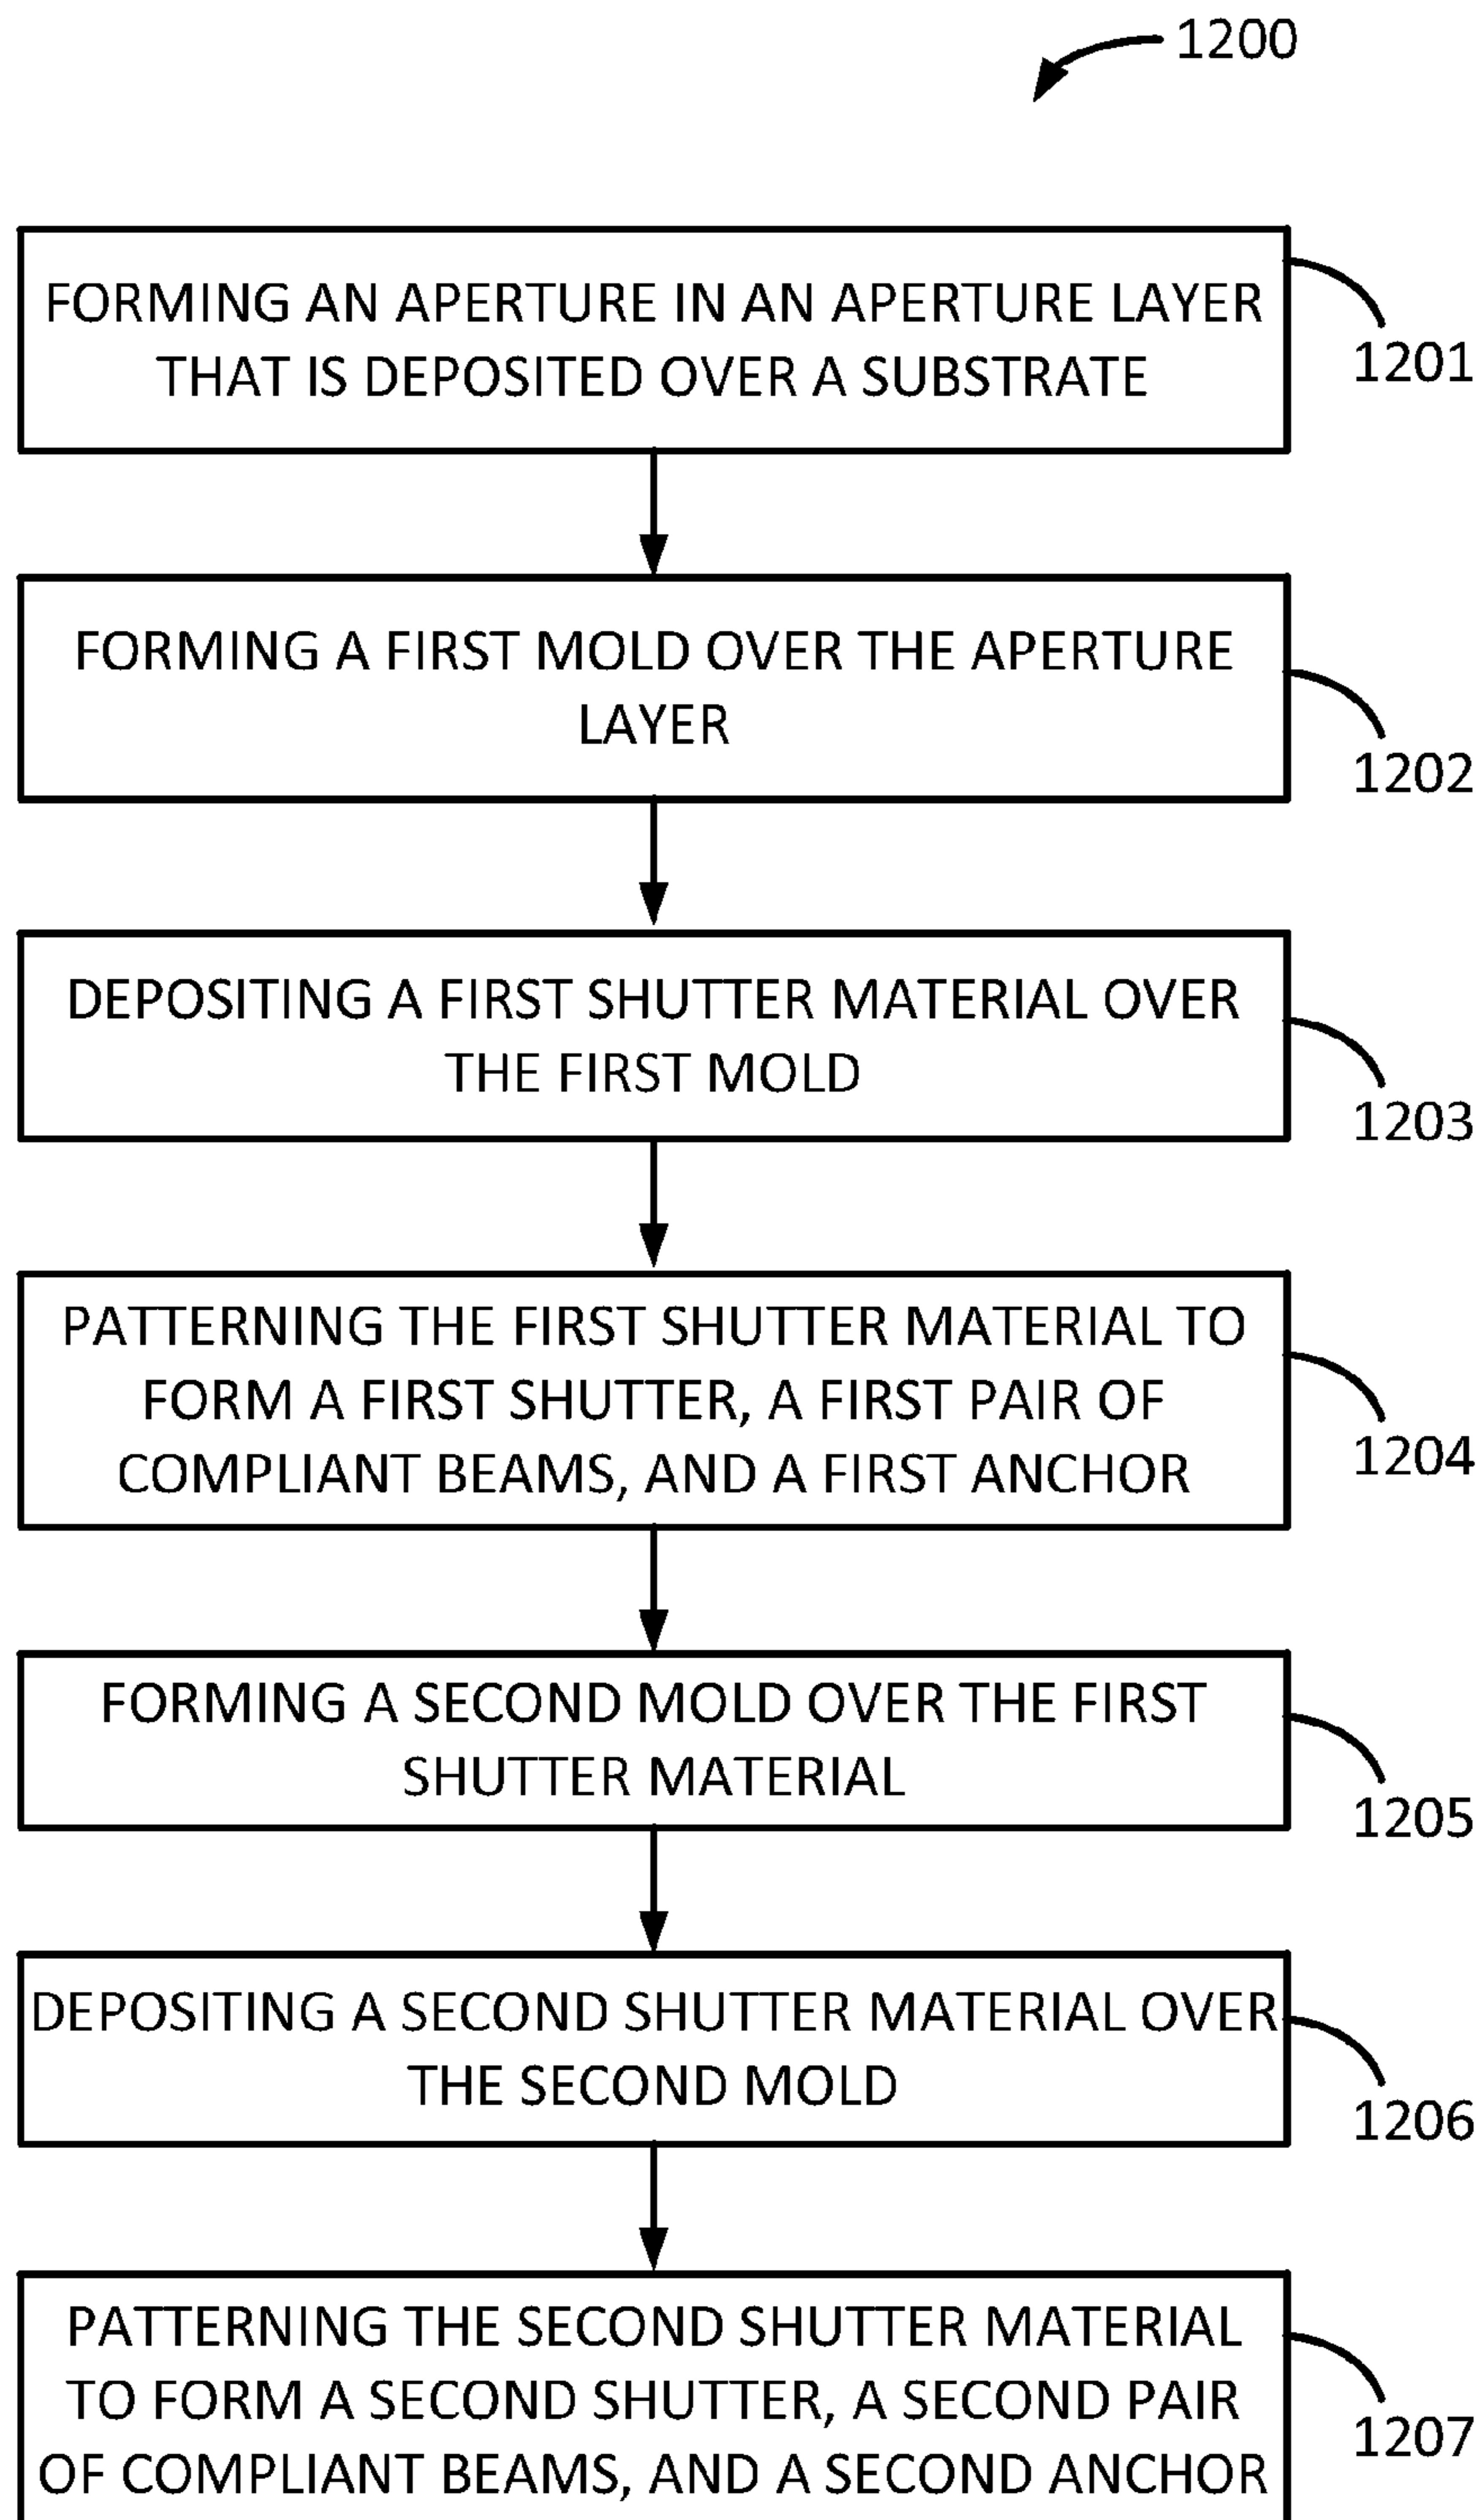 1200
FORMING AN APERTURE IN AN APERTURE LAYER
THAT IS DEPOSITED OVER A SUBSTRATE
1201
FORMING A FIRST MOLD OVER THE APERTURE
LAYER
1202
DEPOSITING A FIRST SHUTTER MATERIAL OVER
THE FIRST MOLD
1203
PATTERNING THE FIRST SHUTTER MATERIAL TO
FORM A FIRST SHUTTER, A FIRST PAIR OF
COMPLIANT BEAMS, AND A FIRST ANCHOR
1204
FORMING A SECOND MOLD OVER THE FIRST
SHUTTER MATERIAL
1205
DEPOSITING A SECOND SHUTTER MATERIAL OVER
THE SECOND MOLD
1206
PATTERNING THE SECOND SHUTTER MATERIAL
TO FORM A SECOND SHUTTER, A SECOND PAIR
OF COMPLIANT BEAMS, AND A SECOND ANCHOR
1207